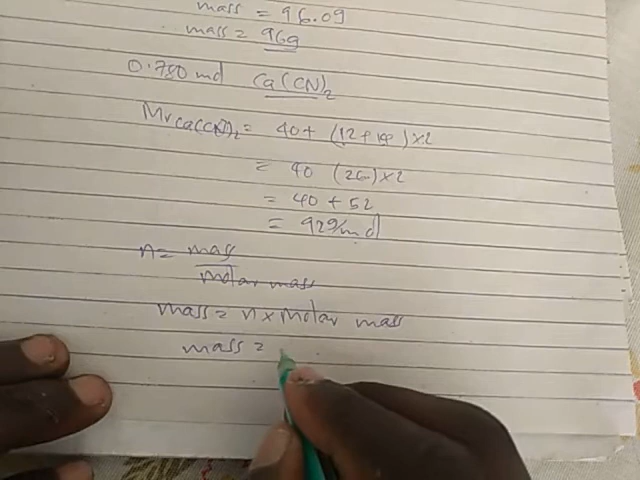 mass = 96.09
mass = 96g
0.750 mol Ca(CN)2
Mr Ca(CN)2 = 40 + (12 + 14) × 2
= 40 (26) × 2
= 40 + 52
= 92g/mol
n = mass
molar mass
mass = n × molar mass
mass =